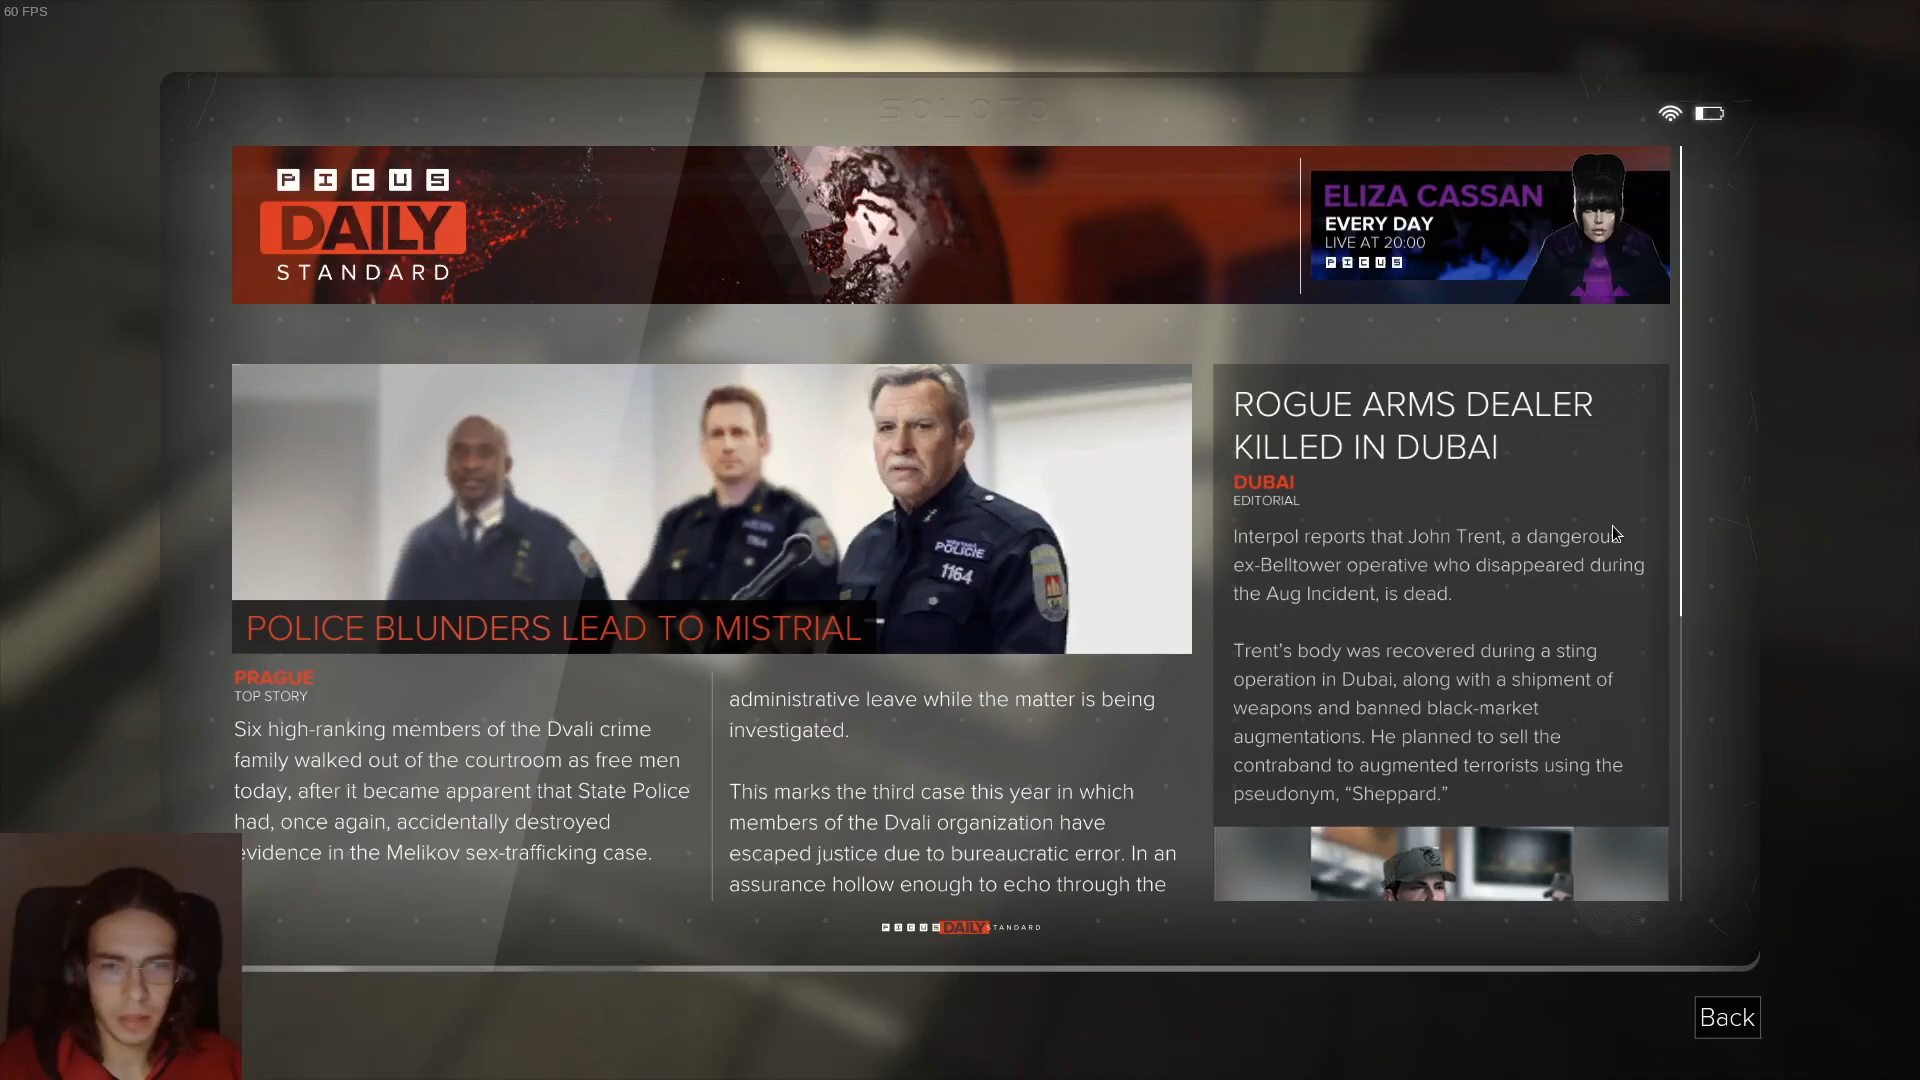 60 FPS
SOLOTO
PICUS
DAILY
STANDARD
ELIZA CASSAN
EVERY DAY
LIVE AT 20:00
PICUS
POLICIE
1164
1164
POLICE BLUNDERS LEAD TO MISTRIAL
PRAGUE
TOP STORY
Six high-ranking members of the Dvali crime
family walked out of the courtroom as free men
today, after it became apparent that State Police
had, once again, accidentally destroyed
evidence in the Melikov sex-trafficking case.
administrative leave while the matter is being
investigated.
This marks the third case this year in which
members of the Dvali organization have
escaped justice due to bureaucratic error. In an
assurance hollow enough to echo through the
ROGUE ARMS DEALER
KILLED IN DUBAI
DUBAI
EDITORIAL
Interpol reports that John Trent, a dangerous
ex-Belltower operative who disappeared during
the Aug Incident, is dead.
Trent’s body was recovered during a sting
operation in Dubai, along with a shipment of
weapons and banned black-market
augmentations. He planned to sell the
contraband to augmented terrorists using the
pseudonym, “Sheppard.”
PICUS DAILY STANDARD
Back